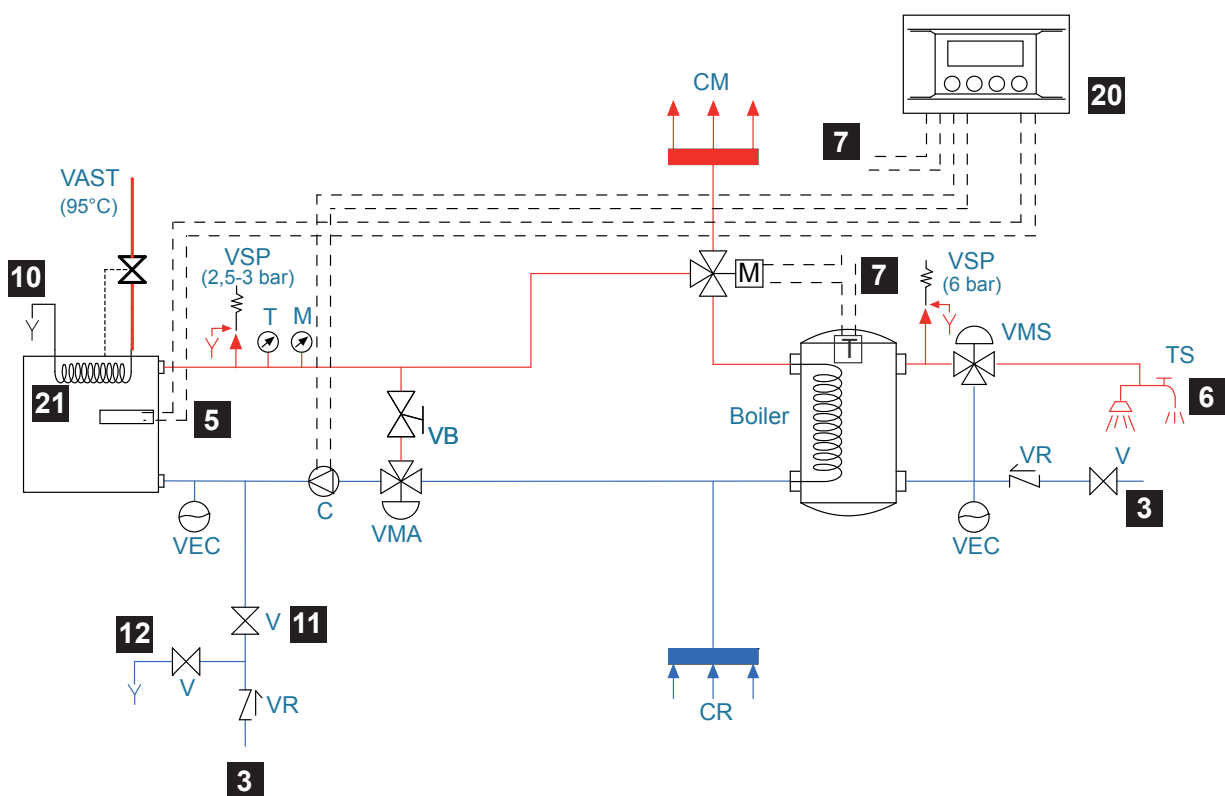 CM
20
7
VAST
(95°C)
VSP
(2,5-3 bar)
10
T
M
M
7
VSP
(6 bar)
VMS
TS
T
21
5
6
VB
Boiler
VR
V
3
C
VMA
VEC
VEC
V
11
12
V
VR
CR
3